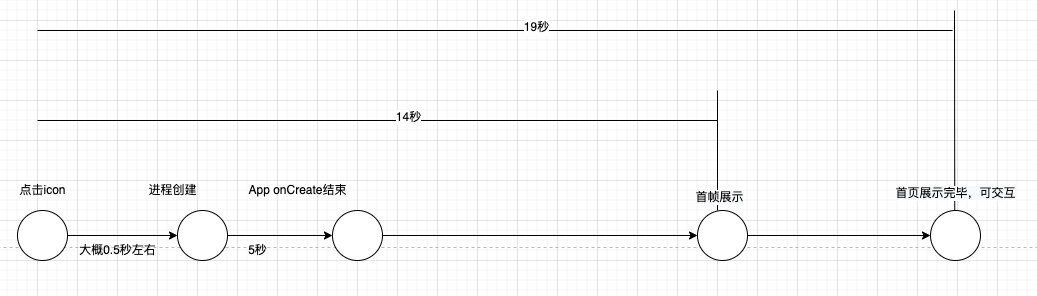 19秒
14秒
点击icon
进程创建
App onCreate结束
首帧展示
首页展示完毕，可交互
大概0.5秒左右
5秒